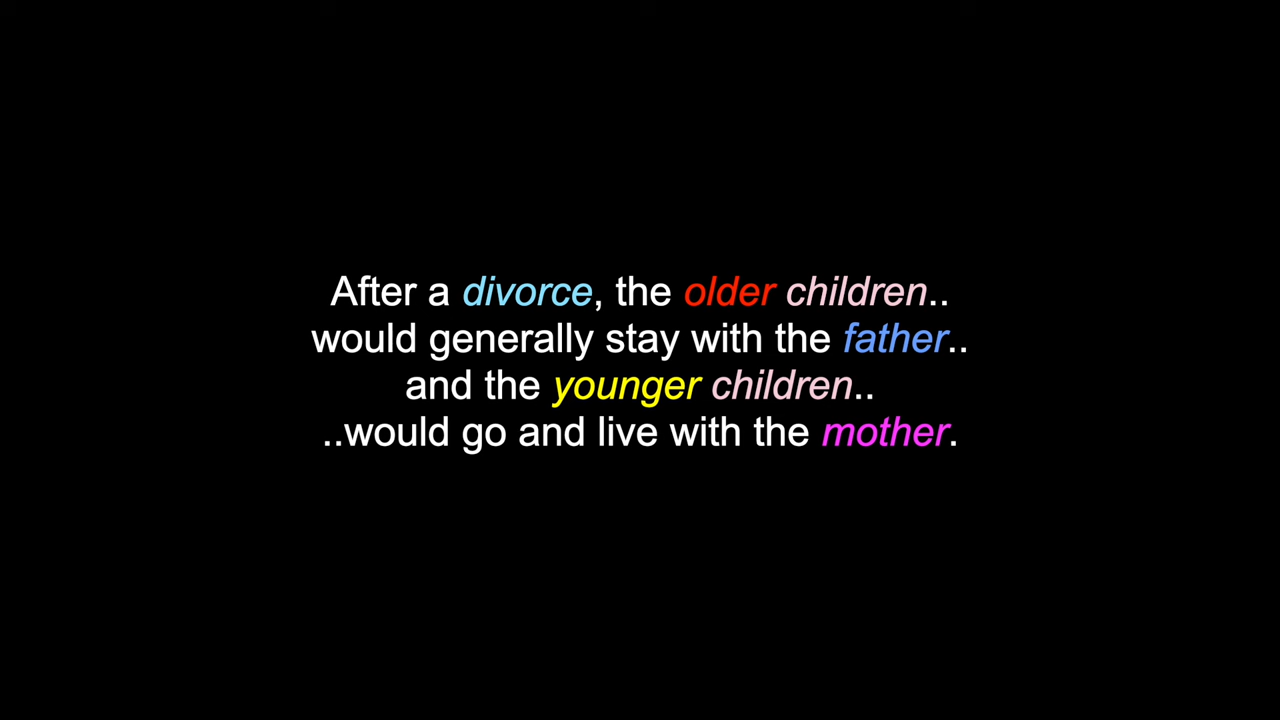 After a divorce, the older children..
would generally stay with the father..
and the younger children..
..would go and live with the mother.